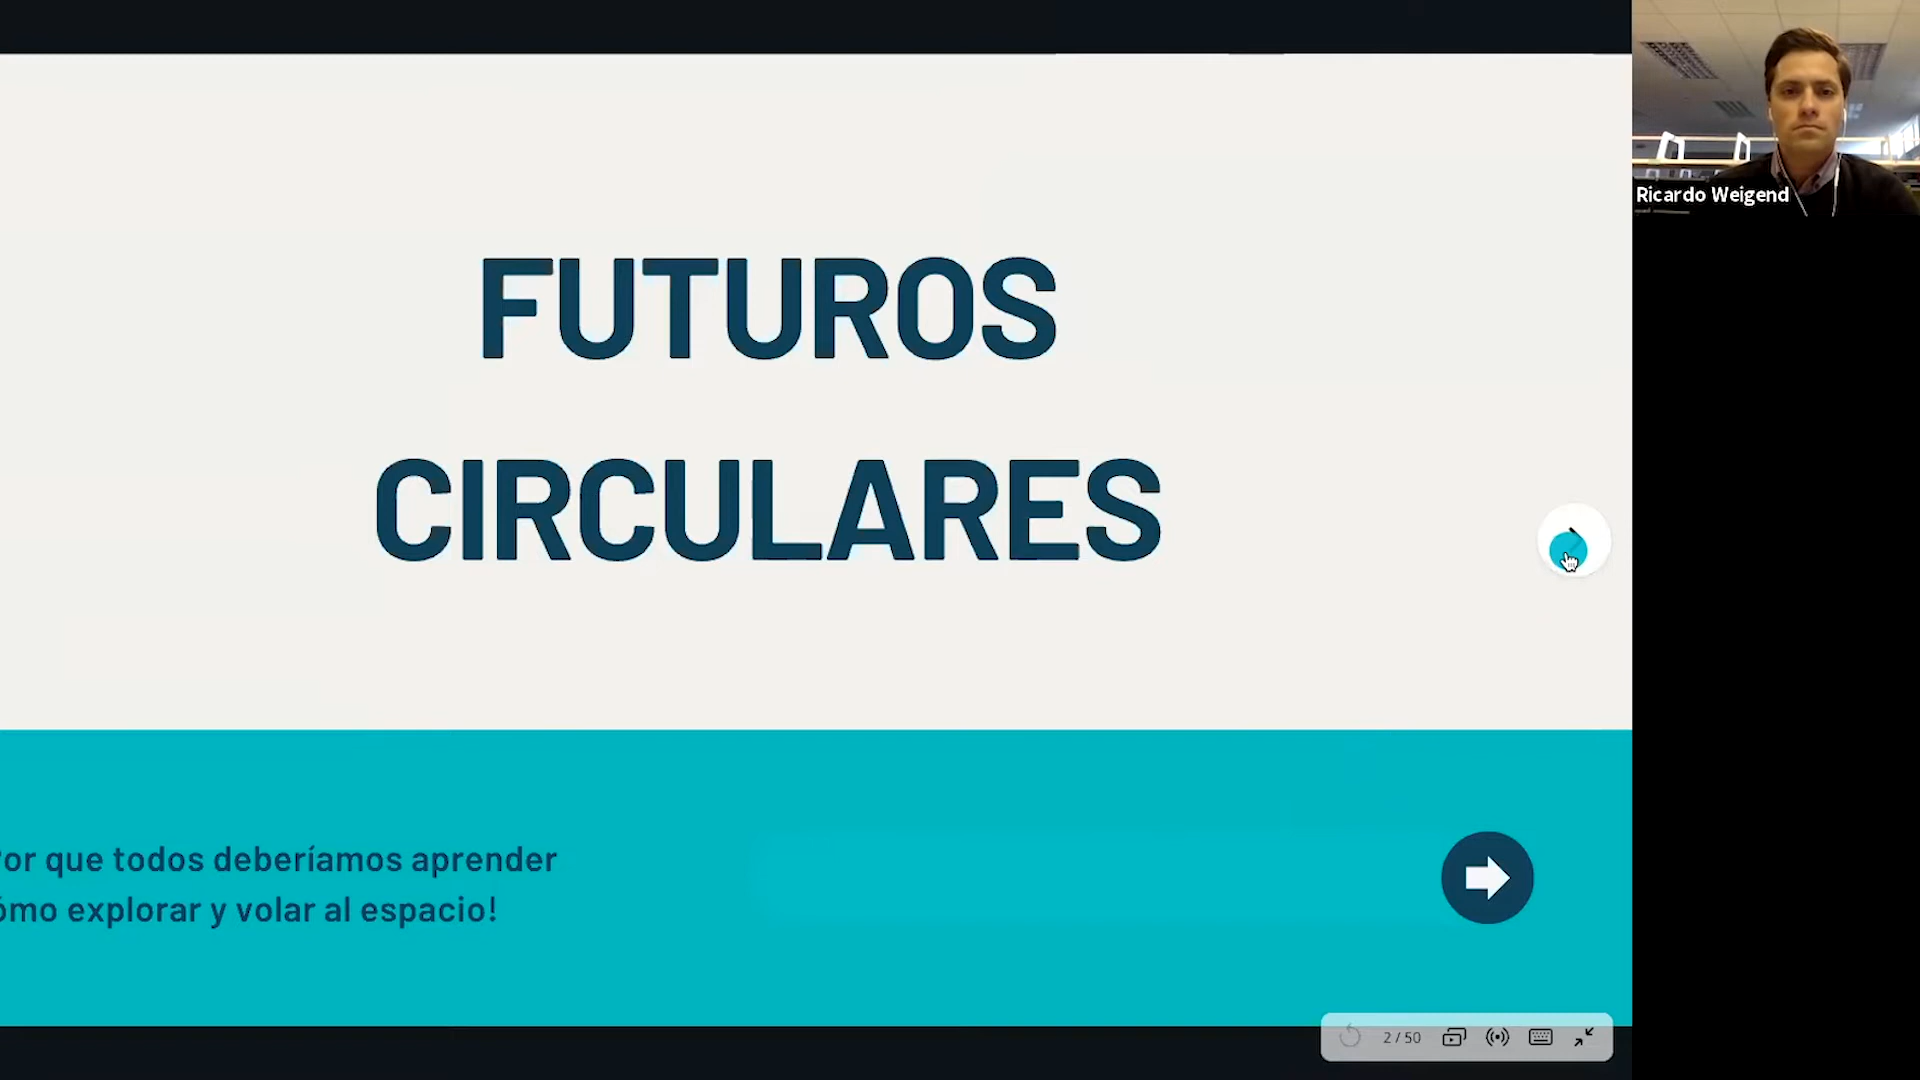 FUTUROS
CIRCULARES
or que todos deberíamos aprender
ómo explorar y volar al espacio!
2 / 50
Ricardo Weigend